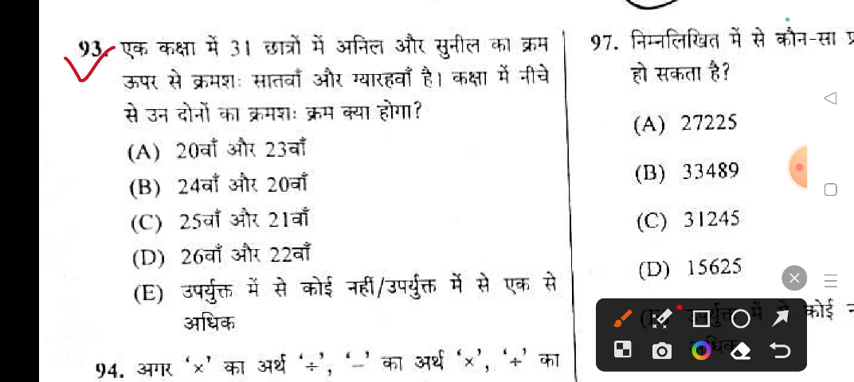 93. एक कक्षा में 31 छात्रों में अनिल और सुनील का क्रम
ऊपर से क्रमशः सातवाँ और ग्यारहवाँ है। कक्षा में नीचे
से उन दोनों का क्रमशः क्रम क्या होगा?
(A) 20वाँ और 23वाँ
(B) 24वाँ और 20वाँ
(C) 25वाँ और 21वाँ
(D) 26वाँ और 22वाँ
(E) उपर्युक्त में से कोई नहीं/उपर्युक्त में से एक से
अधिक
94. अगर ‘×’ का अर्थ ‘÷’, ‘–’ का अर्थ ‘×’, ‘+’ का
97. निम्नलिखित में से कौन-सा
हो सकता है?
(A) 27225
(B) 33489
(C) 31245
(D) 15625
कोई